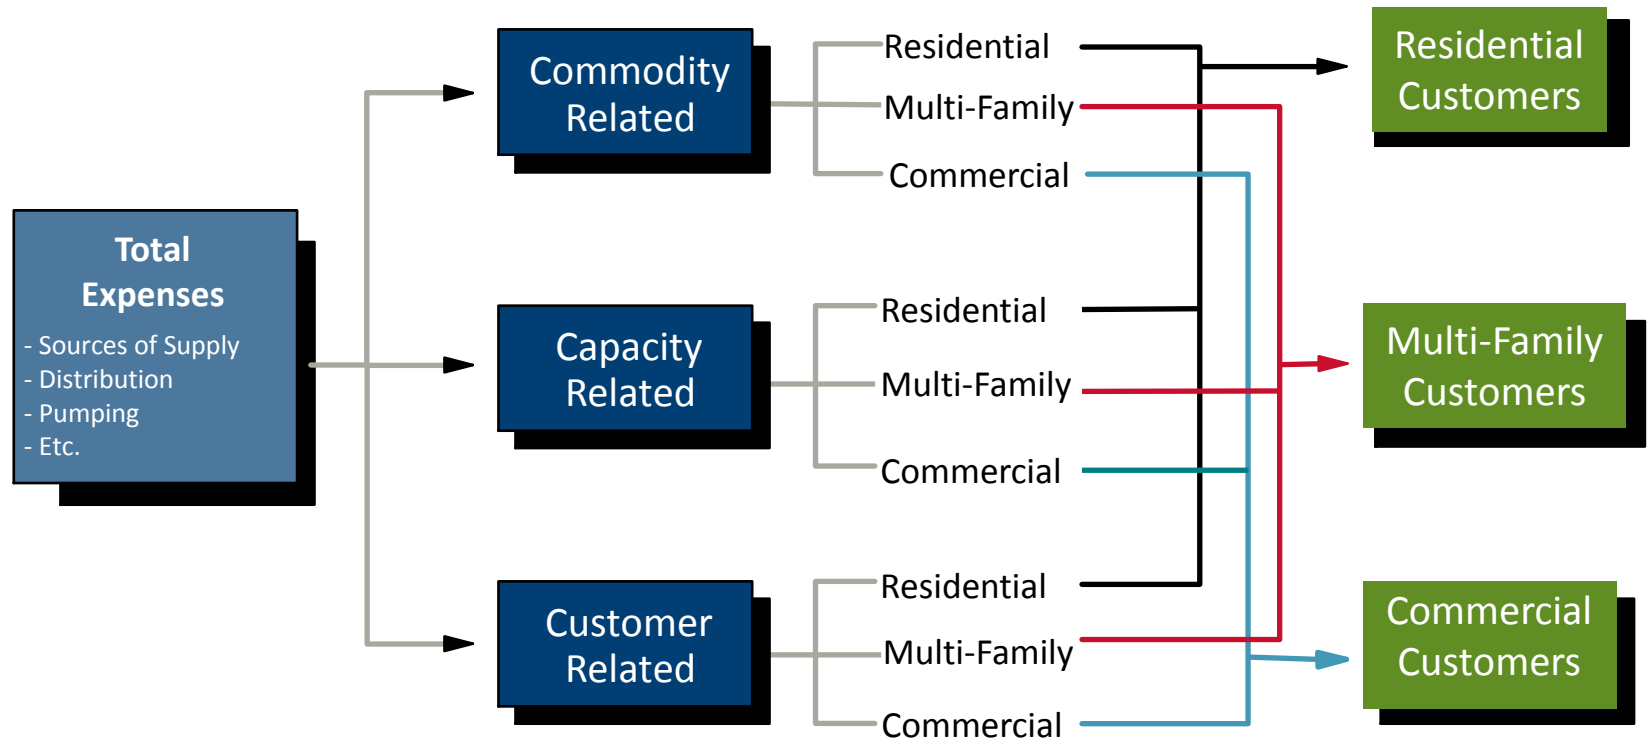 Total
Expenses
- Sources of Supply
- Distribution
- Pumping
- Etc.
Commodity
Related
Residential
Multi-Family
Commercial
Capacity
Related
Residential
Multi-Family
Commercial
Customer
Related
Residential
Multi-Family
Commercial
Residential
Customers
Multi-Family
Customers
Commercial
Customers